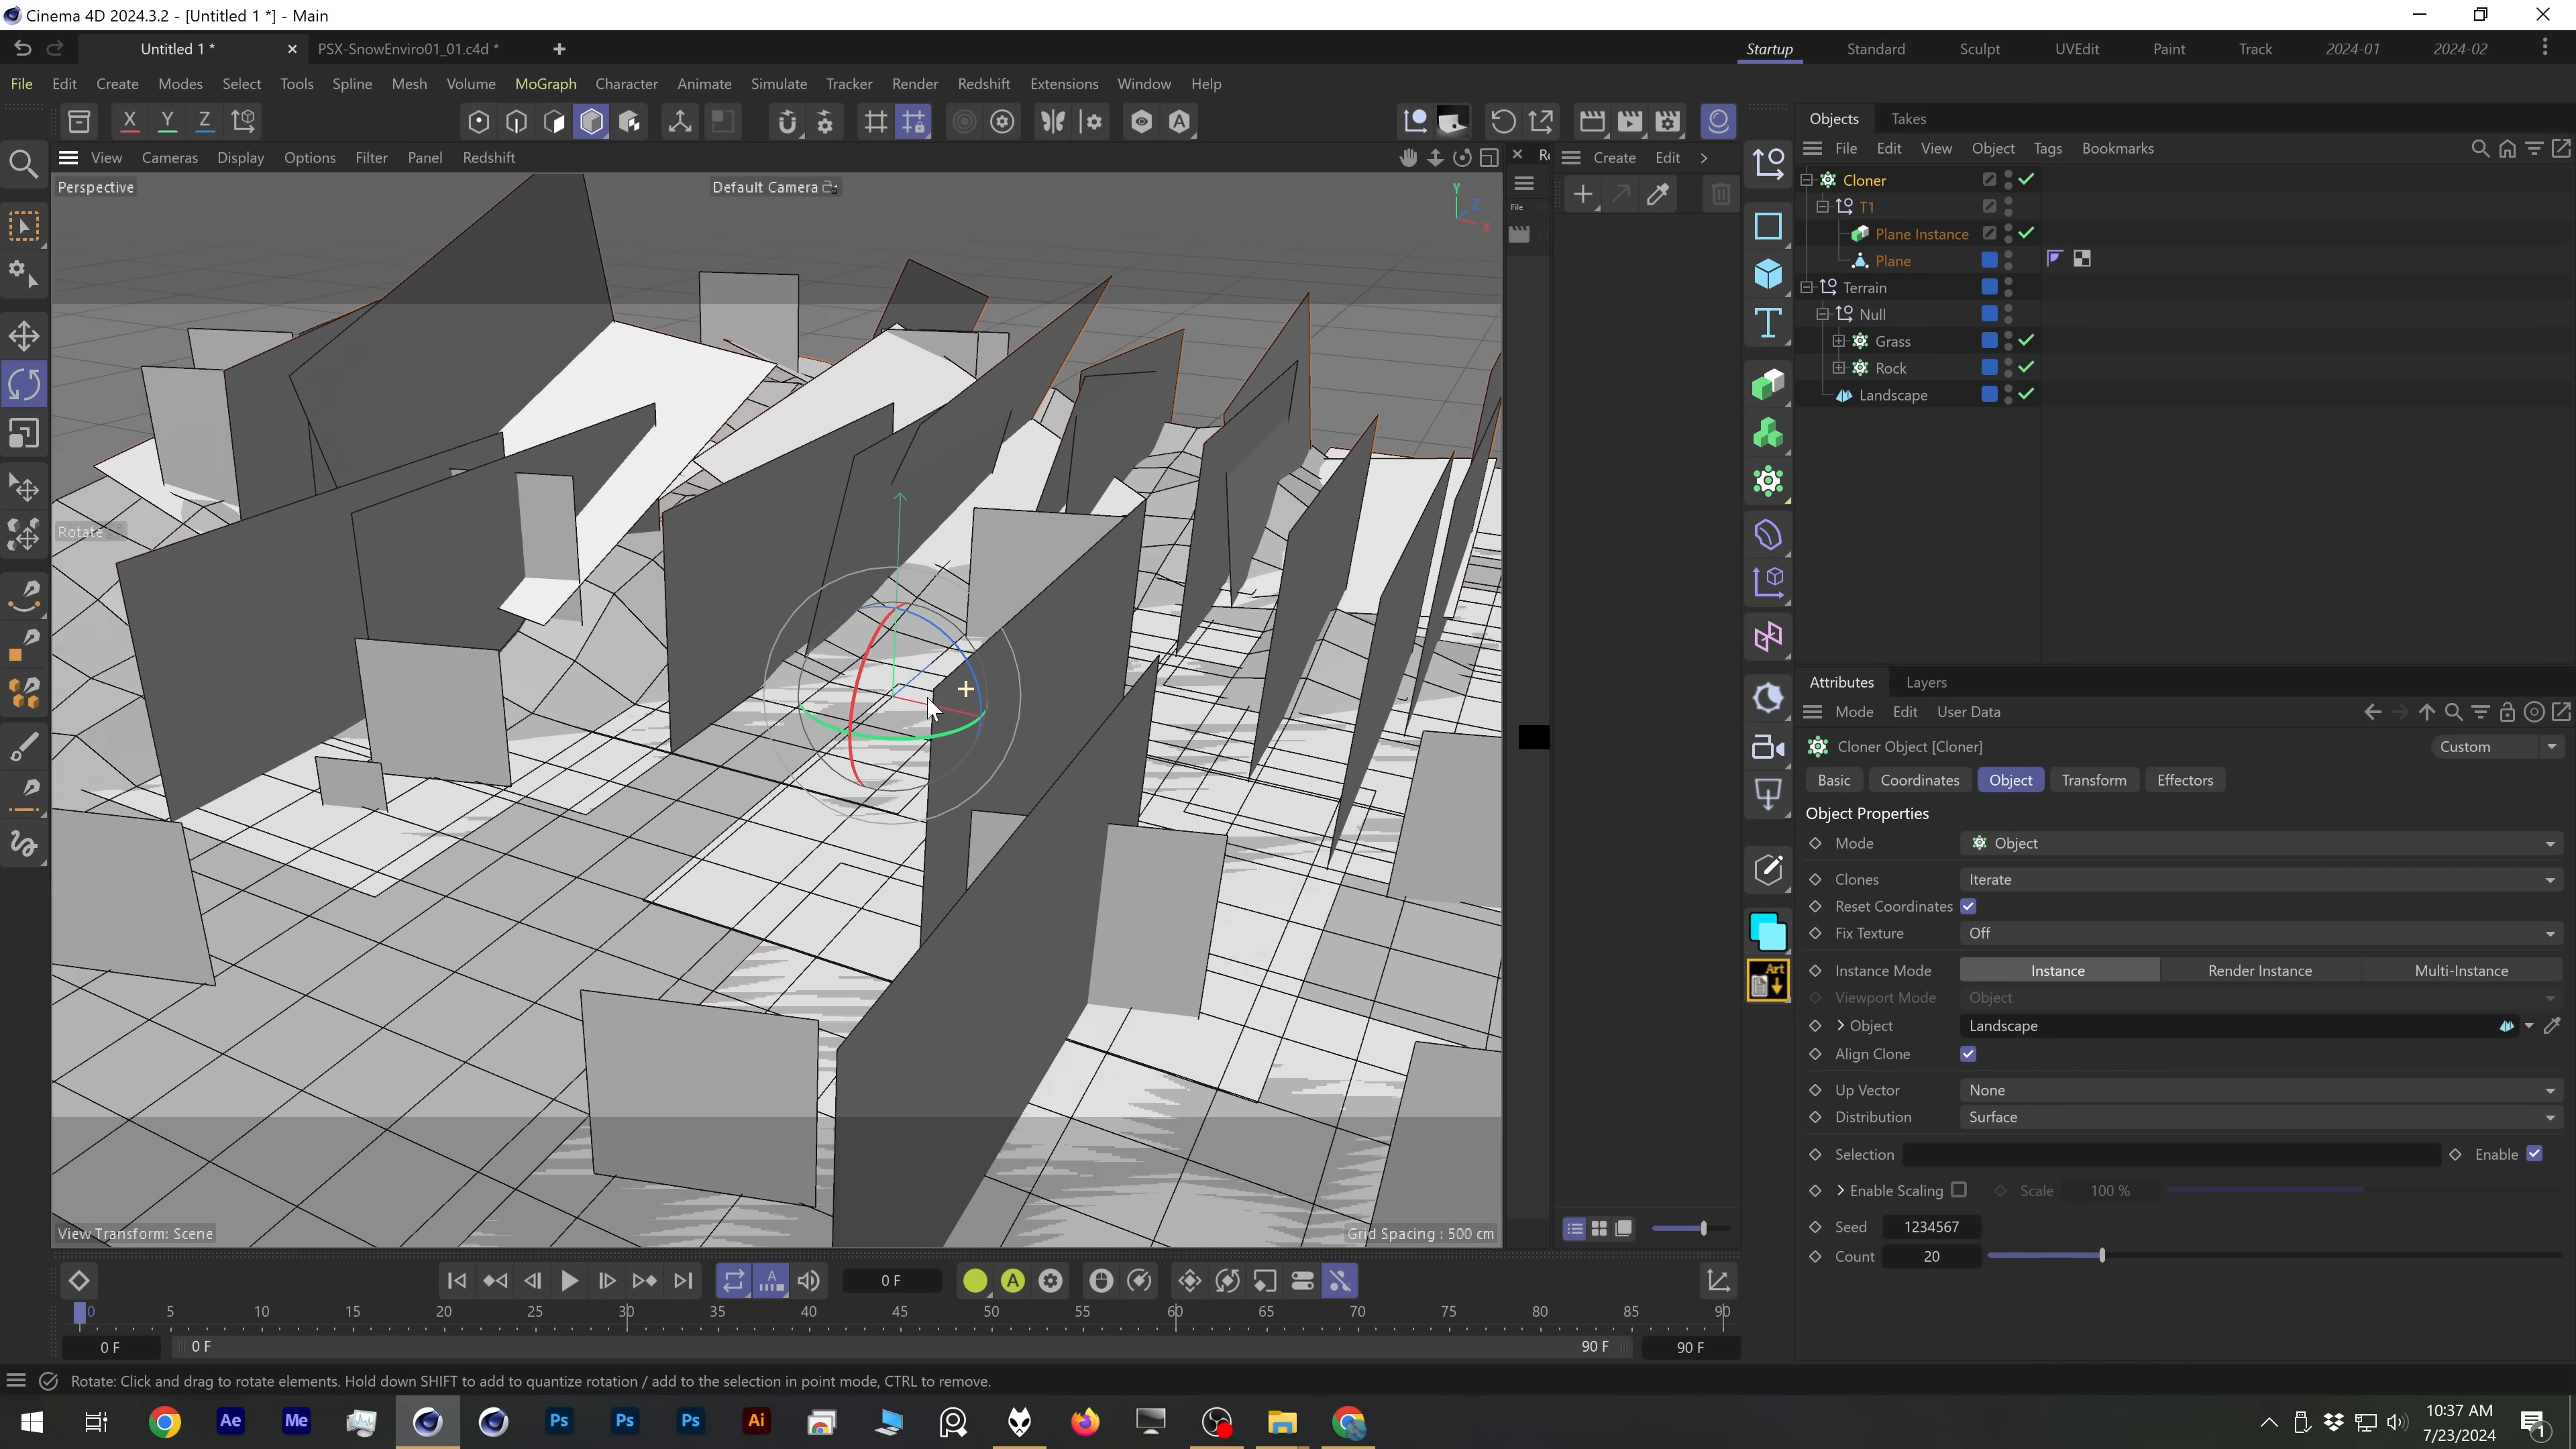 Cinema 4D 2024.3.2 - [Untitled 1 *] - Main
Untitled 1 *
PSX-SnowEnviro01_01.c4d *
Startup
Standard
Sculpt
UVEdit
Paint
Track
2024-01
2024-02
File Edit Create Modes Select Tools Spline Mesh Volume MoGraph Character Animate Simulate Tracker Render Redshift Extensions Window Help
X Y Z
View Cameras Display Options Filter Panel Redshift
Create Edit
File
Perspective
Default Camera
Y
Z
X
Rotate
View Transform: Scene
Grid Spacing : 500 cm
Objects Takes
File Edit View Object Tags Bookmarks
Cloner
T1
Plane Instance
Plane
Terrain
Null
Grass
Rock
Landscape
Attributes Layers
Mode Edit User Data
Cloner Object [Cloner]
Custom
Basic Coordinates Object Transform Effectors
Object Properties
Mode Object
Clones Iterate
Reset Coordinates
Fix Texture Off
Instance Mode Instance Render Instance Multi-Instance
Viewport Mode Object
Object Landscape
Align Clone
Up Vector None
Distribution Surface
Selection Enable
Enable Scaling Scale 100 %
Seed 1234567
Count 20
Art
0 F
0 5 10 15 20 25 30 35 40 45 50 55 60 65 70 75 80 85 90
0 F 0 F 90 F 90 F
Rotate: Click and drag to rotate elements. Hold down SHIFT to add to quantize rotation / add to the selection in point mode, CTRL to remove.
Ae Me Ps Ps Ps Ai
10:37 AM
7/23/2024
1